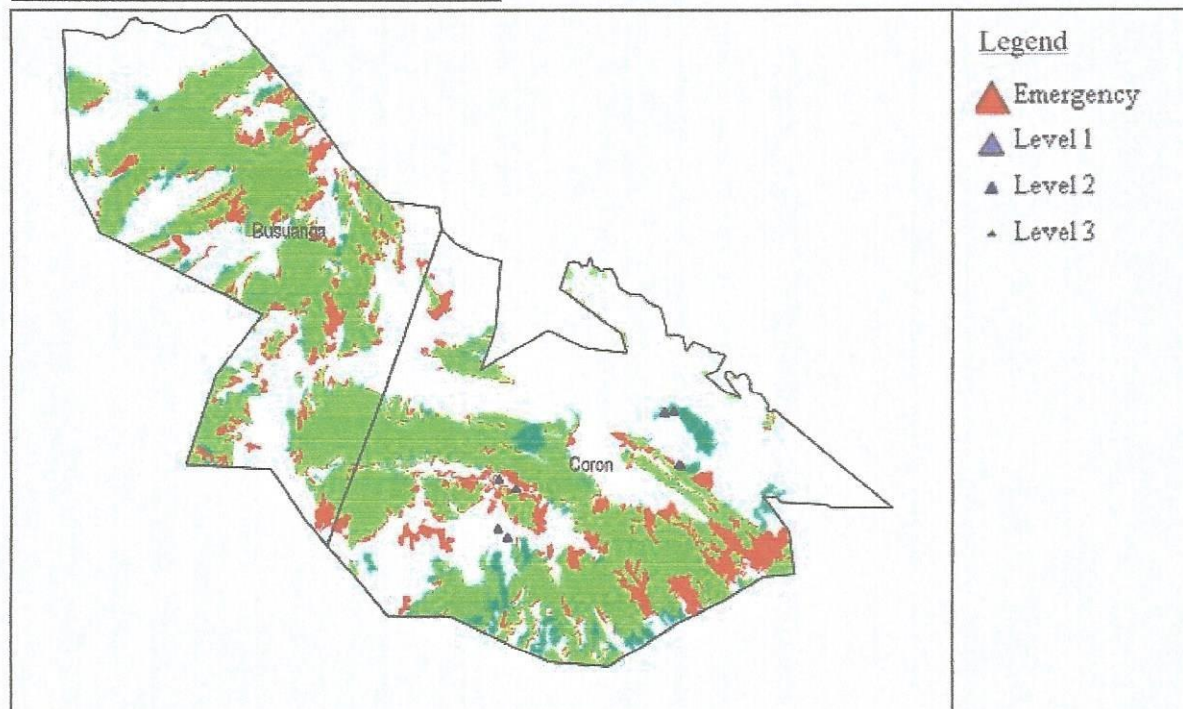 Legend
Emergency
Level 1
Level 2
Level 3
Busuanga
Coron